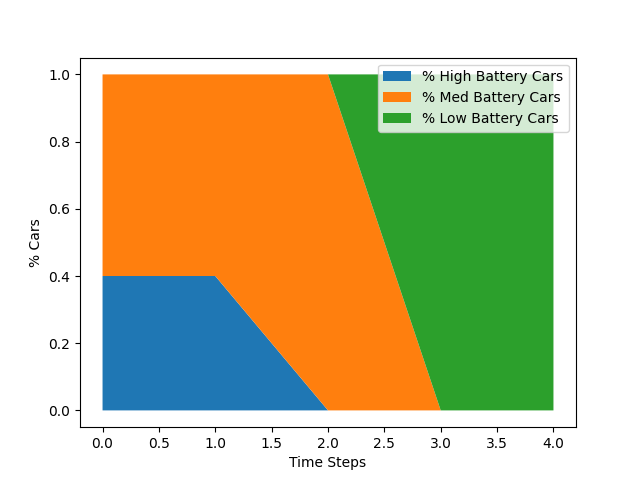 % High Battery Cars
% Med Battery Cars
% Low Battery Cars
1.0
0.8
0.6
0.4
0.2
0.0
% Cars
0.0 0.5 1.0 1.5 2.0 2.5 3.0 3.5 4.0
Time Steps